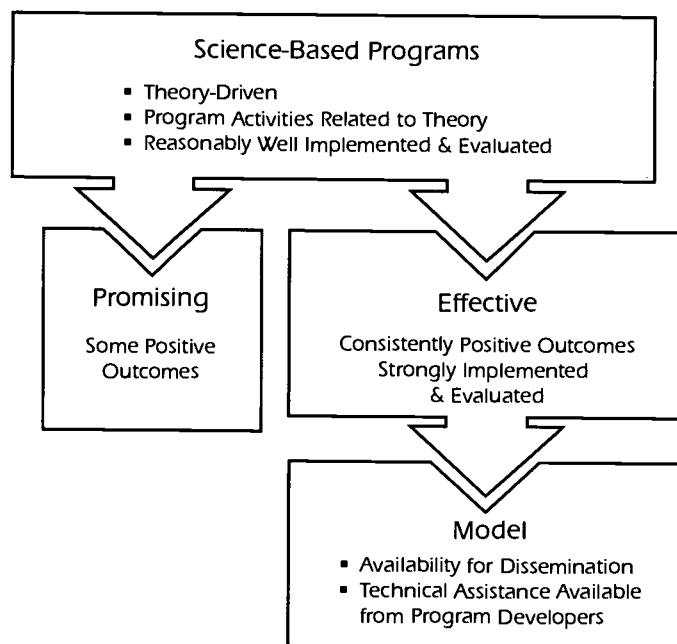 Science-Based Programs
▪ Theory-Driven
▪ Program Activities Related to Theory
▪ Reasonably Well Implemented & Evaluated
Promising
Some Positive
Outcomes
Effective
Consistently Positive Outcomes
Strongly Implemented
& Evaluated
Model
▪ Availability for Dissemination
▪ Technical Assistance Available
from Program Developers